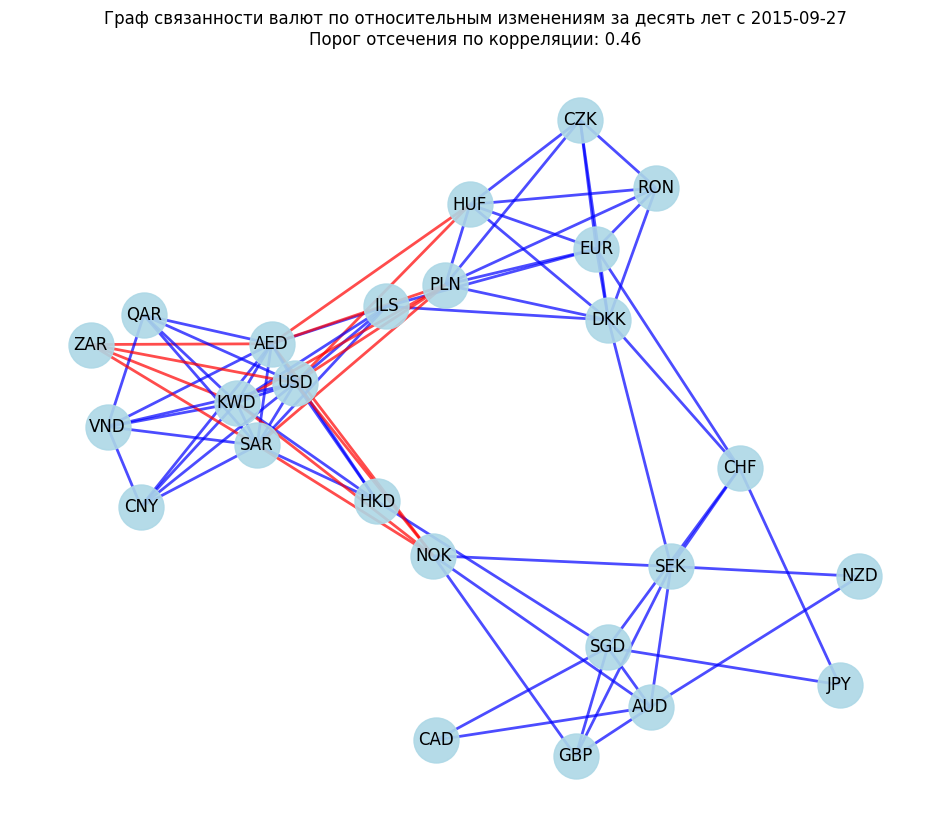 Граф связанности валют по относительным изменениям за десять лет с 2015-09-27
Порог отсечения по корреляции: 0.46
CZK
RON
HUF
EUR
PLN
ILS
QAR
DKK
ZAR
AED
USD
KWD
VND
SAR
CHF
CNY
HKD
NOK
SEK
NZD
SGD
JPY
AUD
CAD
GBP